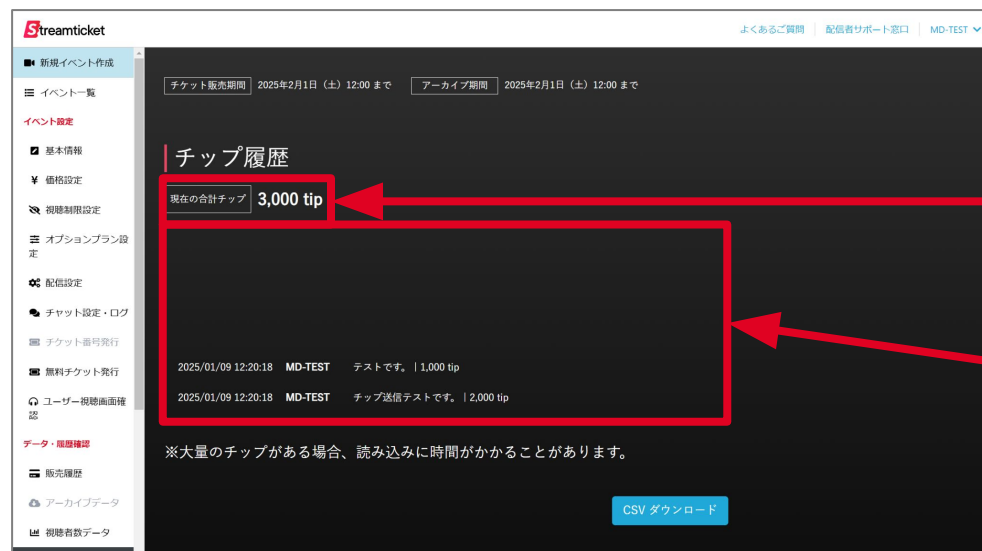 Streamticket
よくあるご質問
配信者サポート窓口
MD-TEST
新規イベント作成
イベント一覧
イベント設定
基本情報
価格設定
視聴制限設定
オプションプラン設
定
配信設定
チャット設定・ログ
チケット番号発行
無料チケット発行
ユーザー視聴画面確
認
データ・履歴確認
販売履歴
アーカイブデータ
視聴者数データ
チケット販売期間 2025年2月1日（土）12:00 まで
アーカイブ期間 2025年2月1日（土）12:00 まで
チップ履歴
現在の合計チップ 3,000 tip
2025/01/09 12:20:18 MD-TEST テストです。 | 1,000 tip
2025/01/09 12:20:18 MD-TEST チップ送信テストです。 | 2,000 tip
※大量のチップがある場合、読み込みに時間がかかることがあります。
CSV ダウンロード